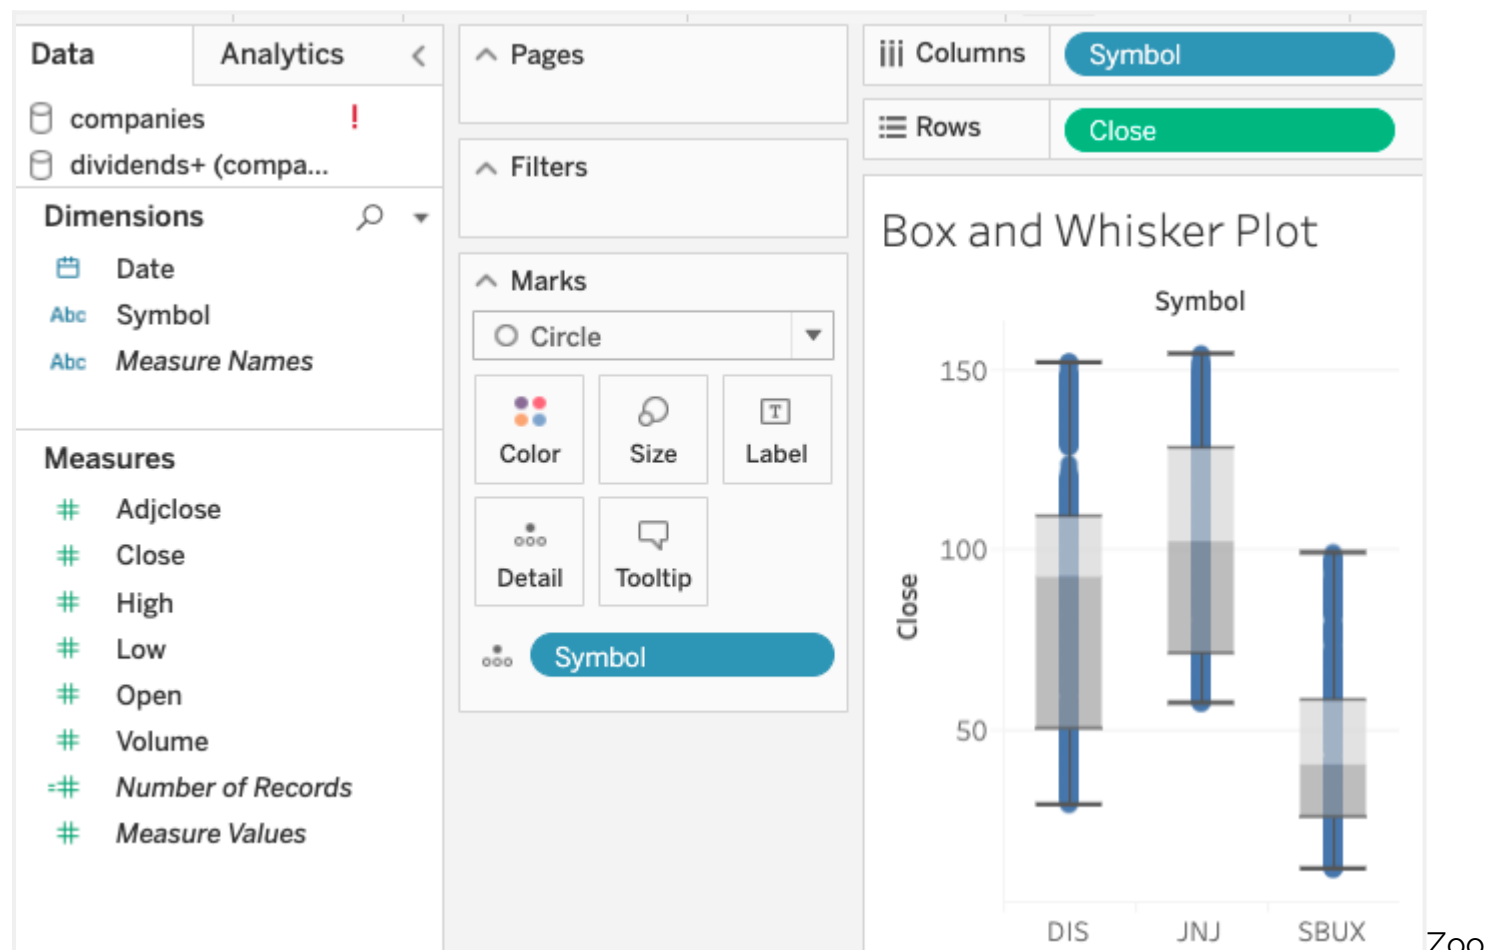 Data
Analytics
companies
!
dividends+ (compa...
Dimensions
Date
Abc Symbol
Abc Measure Names
Measures
# Adjclose
# Close
# High
# Low
# Open
# Volume
=# Number of Records
# Measure Values
Pages
Filters
Marks
Circle
Color
Size
T
Label
Detail
Tooltip
Symbol
Columns
Symbol
Rows
Close
Box and Whisker Plot
Symbol
150
100
50
Close
DIS
JNJ
SBUX